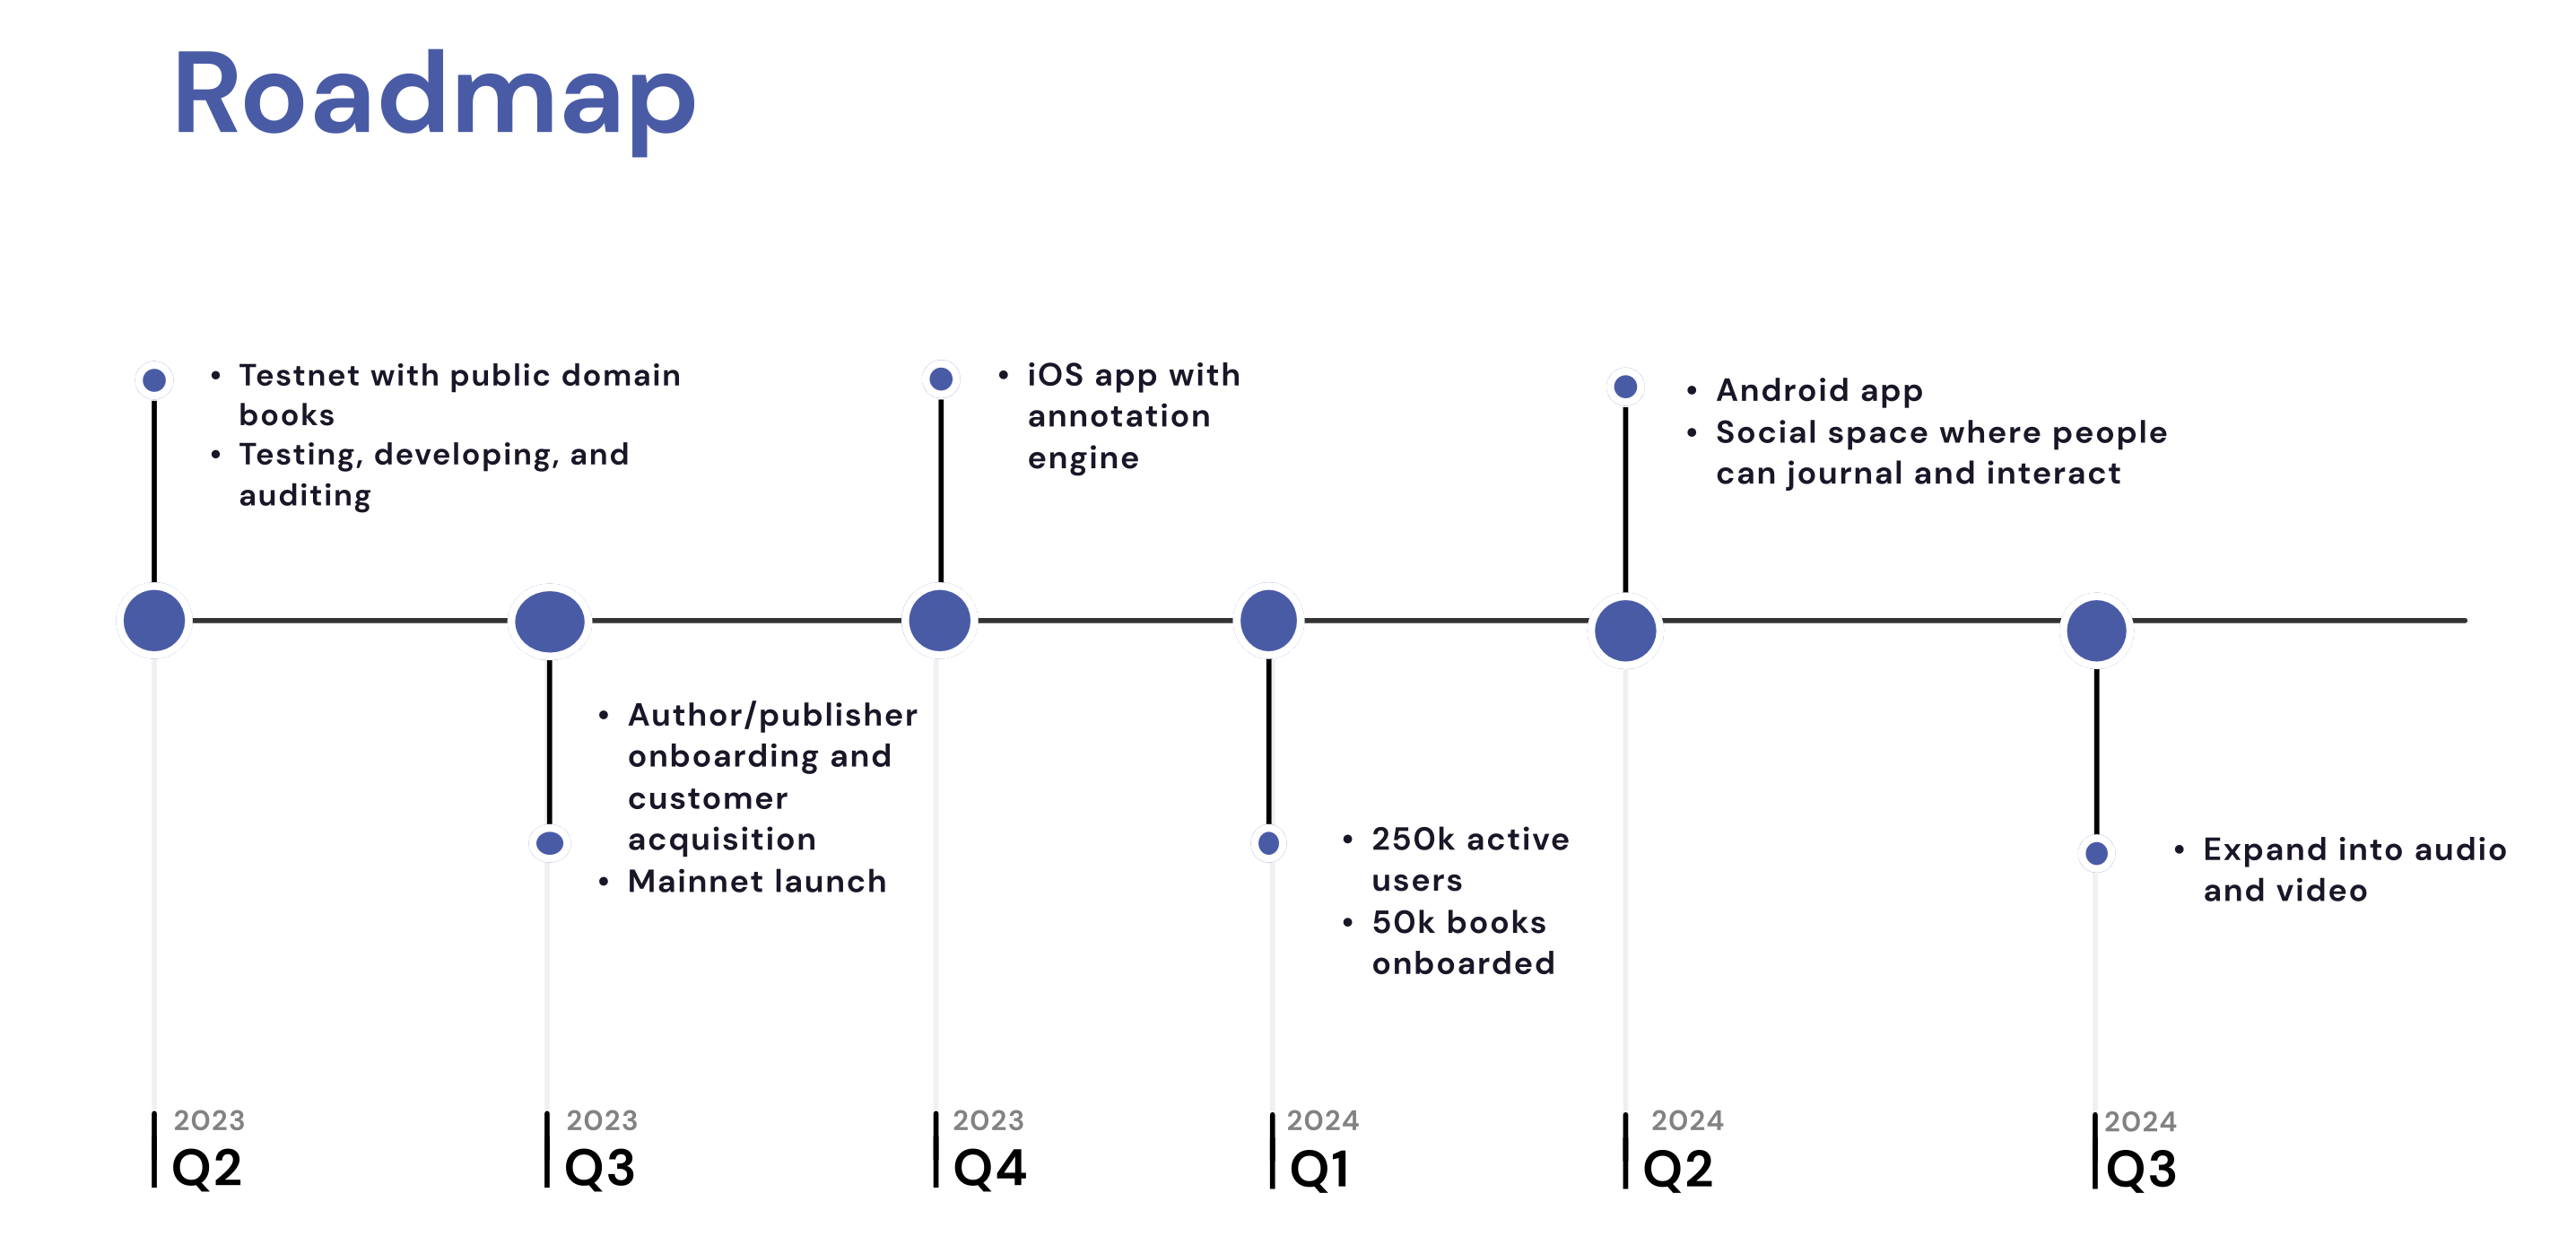 Roadmap
• Testnet with public domain
books
• Testing, developing, and
auditing
• iOS app with
annotation
engine
• Android app
• Social space where people
can journal and interact
• Author/publisher
onboarding and
customer
acquisition
• Mainnet launch
• 250k active
users
• 50k books
onboarded
• Expand into audio
and video
2023
Q2
2023
Q3
2023
Q4
2024
Q1
2024
Q2
2024
Q3